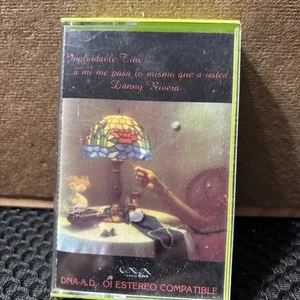 Inolvidable Tito...
a mi me pasa lo mismo que a usted
Danny Rivera
DNA-A.D.- 01 ESTEREO COMPATIBLE